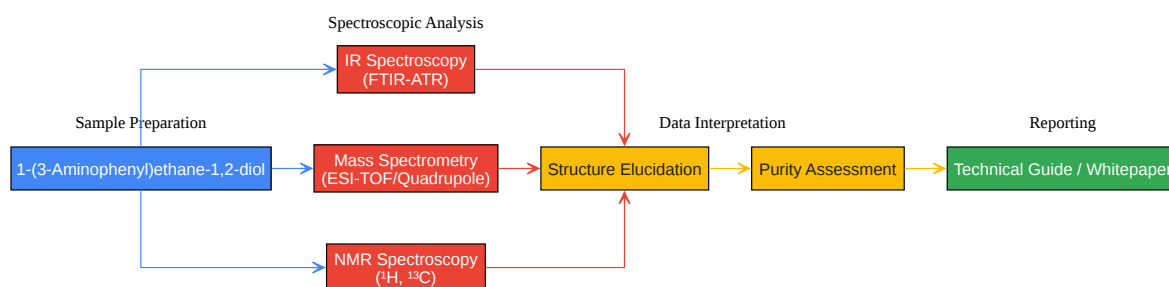 Spectroscopic Analysis
IR Spectroscopy
(FTIR-ATR)
Sample Preparation
Data Interpretation
Reporting
1-(3-Aminophenyl)ethane-1,2-diol
Mass Spectrometry
(ESI-TOF/Quadrupole)
Structure Elucidation
Purity Assessment
Technical Guide / Whitepaper
NMR Spectroscopy
(¹H, ¹³C)